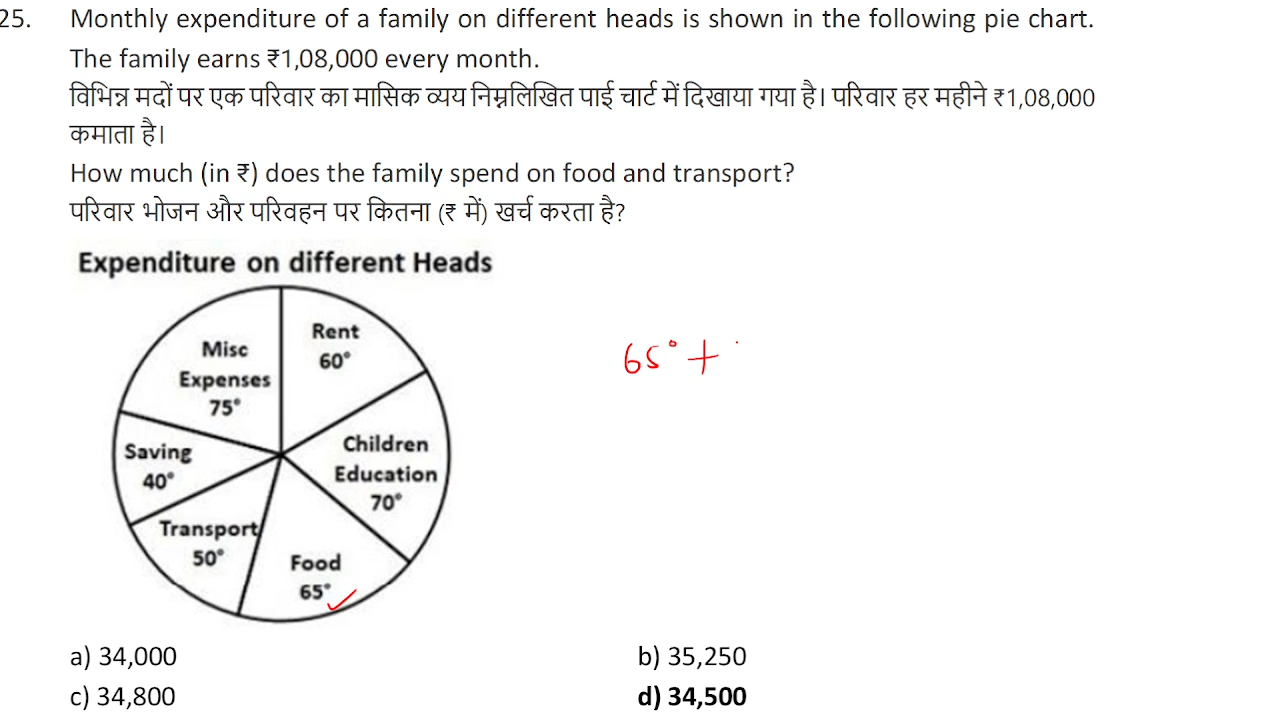 25. Monthly expenditure of a family on different heads is shown in the following pie chart.
The family earns ₹1,08,000 every month.
विभिन्न मदों पर एक परिवार का मासिक व्यय निम्नलिखित पाई चार्ट में दिखाया गया है। परिवार हर महीने ₹1,08,000
कमाता है।
How much (in ₹) does the family spend on food and transport?
परिवार भोजन और परिवहन पर कितना (₹ में) खर्च करता है?
Expenditure on different Heads
Rent
60°
Misc
Expenses
75°
65° +
Children
Education
70°
Saving
40°
Transport
50°
Food
65°
a) 34,000
b) 35,250
c) 34,800
d) 34,500